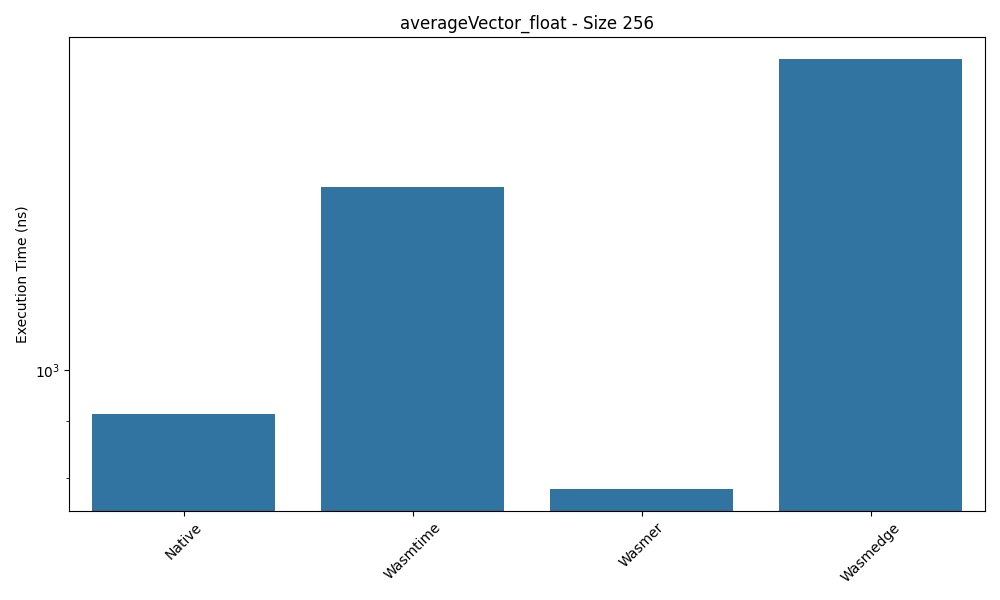 averageVector_float - Size 256
Execution Time (ns)
10³
Native
Wasmtime
Wasmer
Wasmedge